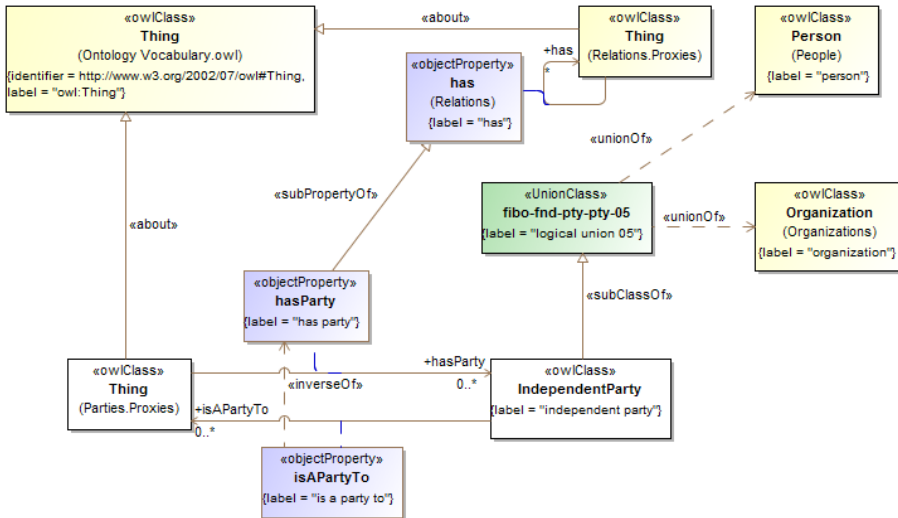 «owlClass»
Thing
(Ontology Vocabulary.owl)
{identifier = http://www.w3.org/2002/07/owl#Thing,
label = "owl:Thing"}
«about»
«owlClass»
Thing
(Relations.Proxies)
+has
*
«objectProperty»
has
(Relations)
{label = "has"}
«owlClass»
Person
(People)
{label = "person"}
«unionOf»
«subPropertyOf»
«UnionClass»
fibo-fnd-pty-pty-05
{label = "logical union 05"}
«unionOf»
«owlClass»
Organization
(Organizations)
{label = "organization"}
«about»
«objectProperty»
hasParty
{label = "has party"}
«subClassOf»
«owlClass»
Thing
(Parties.Proxies)
+hasParty
0..*
«inverseOf»
+isAPartyTo
0..*
«owlClass»
IndependentParty
{label = "independent party"}
«objectProperty»
isAPartyTo
{label = "is a party to"}